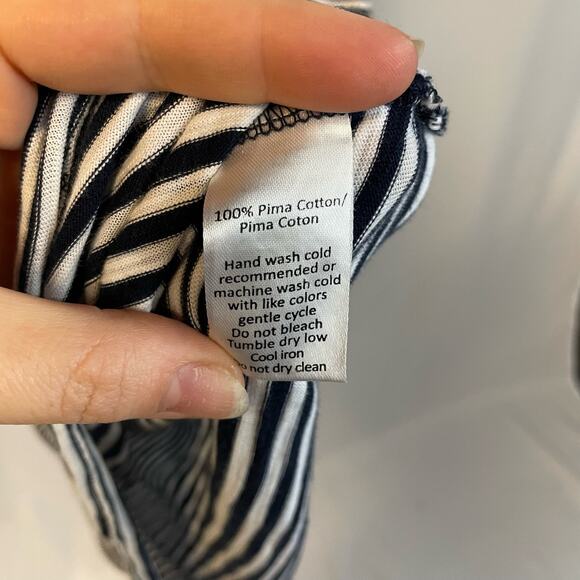 100% Pima Cotton/
Pima Coton
Hand wash cold
recommended or
machine wash cold
with like colors
gentle cycle
Do not bleach
Tumble dry low
Cool iron
Do not dry clean